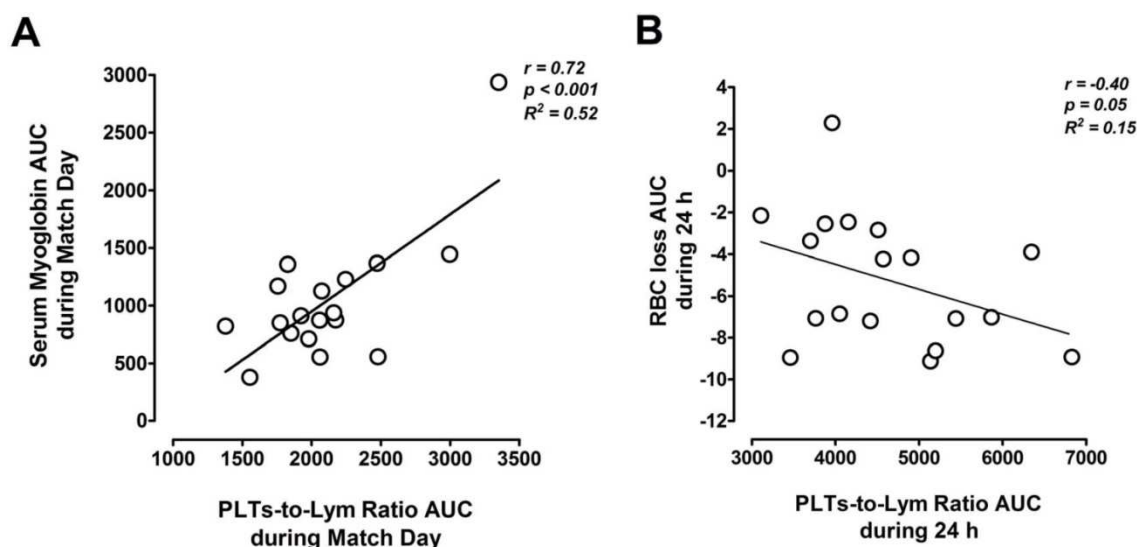 A
r = 0.72
p < 0.001
R² = 0.52
Serum Myoglobin AUC
during Match Day
3000
2500
2000
1500
1000
500
0
1000 1500 2000 2500 3000 3500
PLTs-to-Lym Ratio AUC
during Match Day
B
r = -0.40
p = 0.05
R² = 0.15
RBC loss AUC
during 24 h
4
2
0
-2
-4
-6
-8
-10
-12
3000 4000 5000 6000 7000
PLTs-to-Lym Ratio AUC
during 24 h